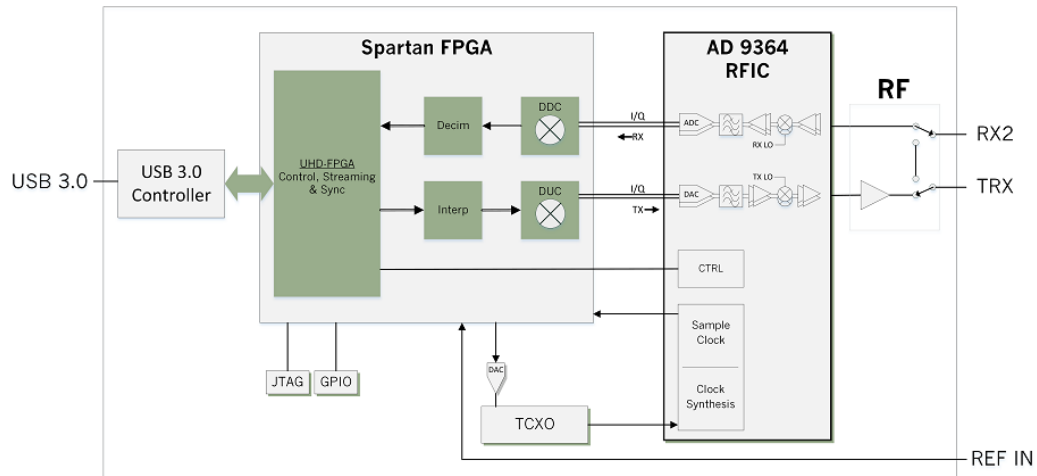 Spartan FPGA
AD 9364
RFIC
RF
USB 3.0
USB 3.0
Controller
UHD-FPGA
Control, Streaming
& Sync
Decim
DDC
Interp
DUC
I/Q
RX
I/Q
TX
ADC
RX LO
TX LO
DAC
RX2
TRX
CTRL
Sample
Clock
Clock
Synthesis
JTAG
GPIO
DAC
TCXO
REF IN